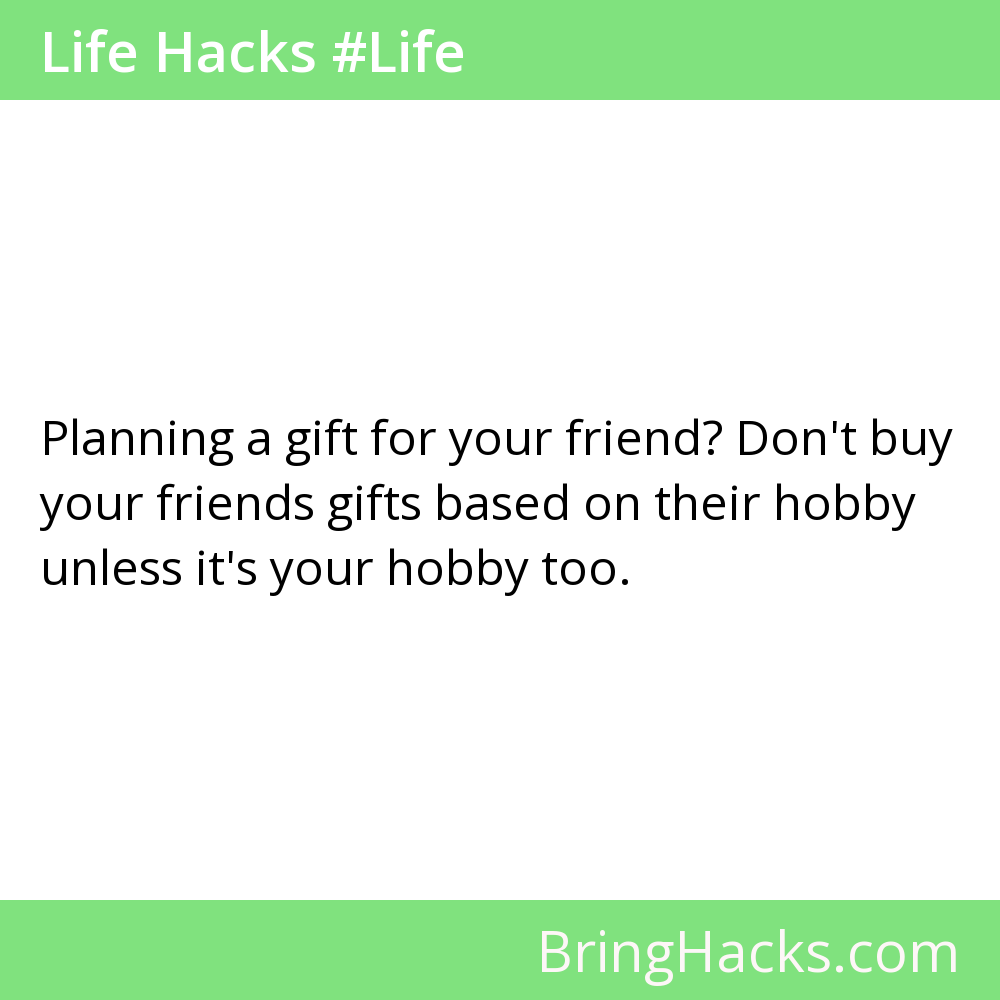 Life Hacks #Life
Planning a gift for your friend? Don't buy
your friends gifts based on their hobby
unless it's your hobby too.
BringHacks.com